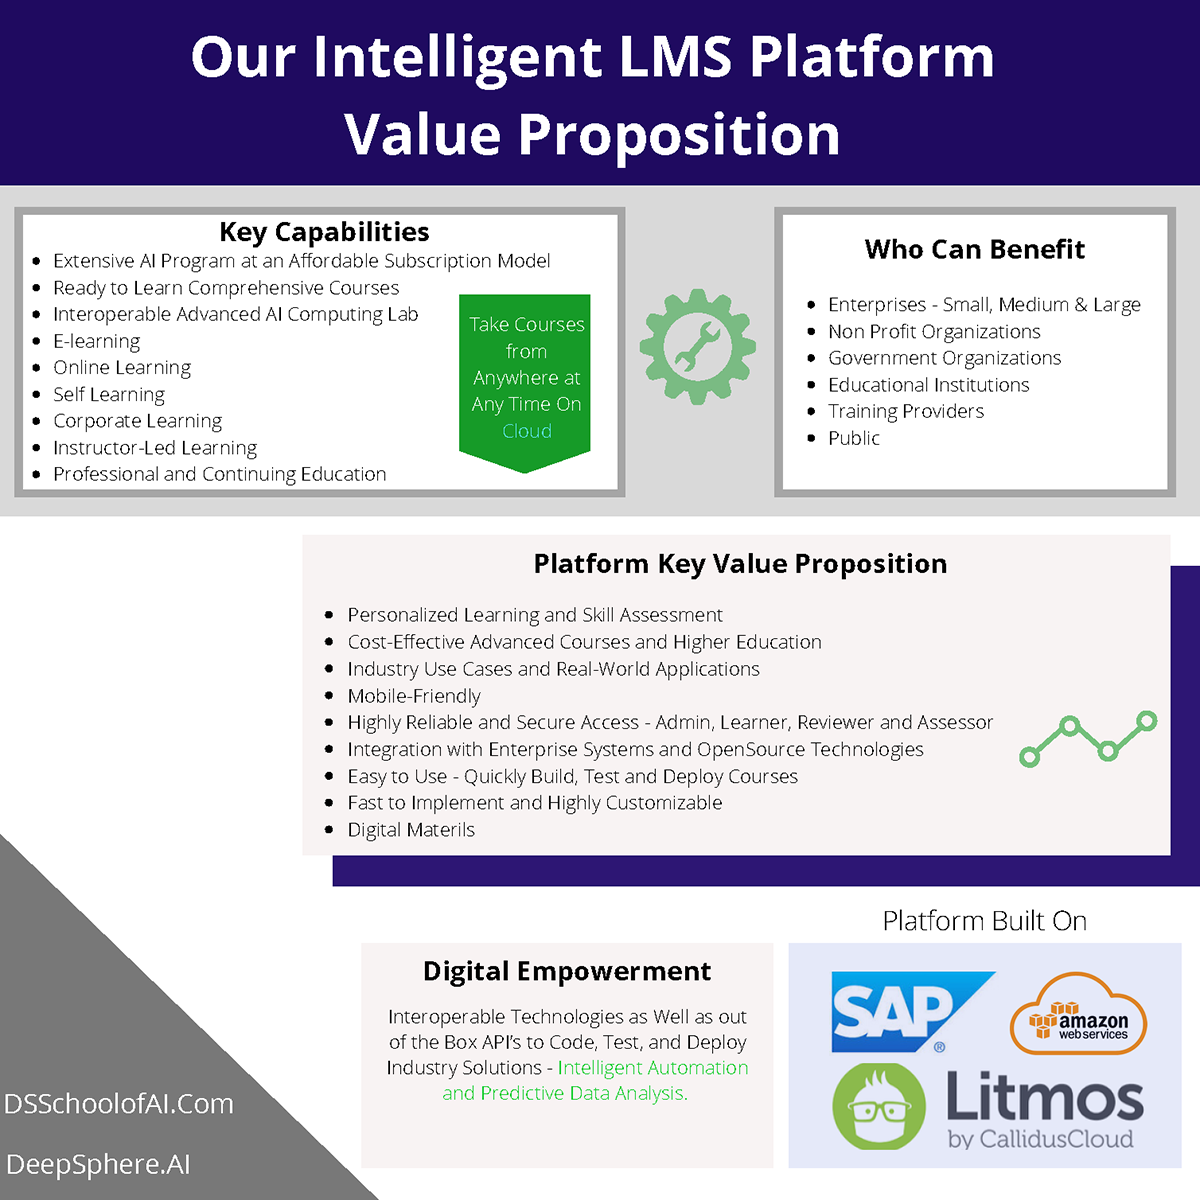 Our Intelligent LMS Platform
Value Proposition
Key Capabilities
Extensive AI Program at an Affordable Subscription Model
Ready to Learn Comprehensive Courses
Interoperable Advanced AI Computing Lab
E-learning
Online Learning
Self Learning
Corporate Learning
Instructor-Led Learning
Professional and Continuing Education
Take Courses
from
Anywhere at
Any Time On
Cloud
Who Can Benefit
Enterprises - Small, Medium & Large
Non Profit Organizations
Government Organizations
Educational Institutions
Training Providers
Public
Platform Key Value Proposition
Personalized Learning and Skill Assessment
Cost-Effective Advanced Courses and Higher Education
Industry Use Cases and Real-World Applications
Mobile-Friendly
Highly Reliable and Secure Access - Admin, Learner, Reviewer and Assessor
Integration with Enterprise Systems and OpenSource Technologies
Easy to Use - Quickly Build, Test and Deploy Courses
Fast to Implement and Highly Customizable
Digital Materils
Digital Empowerment
Interoperable Technologies as Well as out
of the Box API's to Code, Test, and Deploy
Industry Solutions - Intelligent Automation
and Predictive Data Analysis.
Platform Built On
SAP®
amazon
web services
Litmos
by CallidusCloud
DSSchoolofAI.Com
DeepSphere.AI